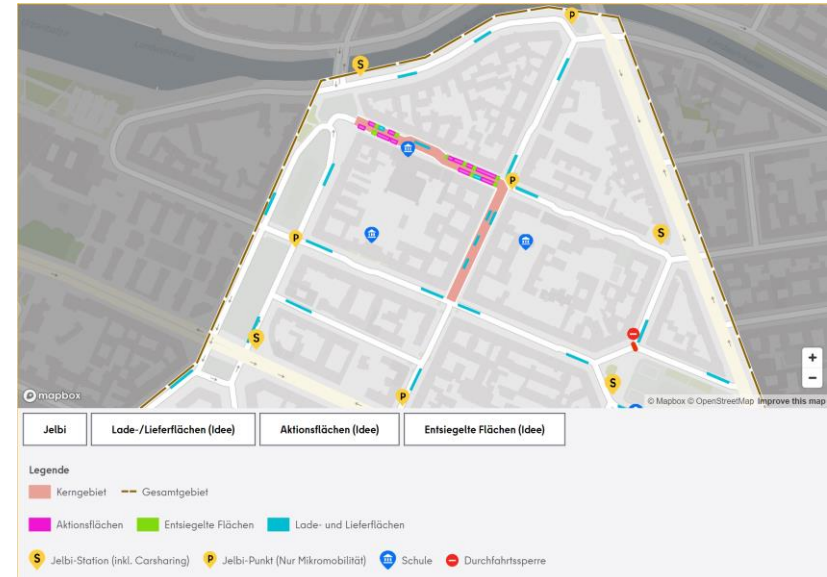 P
S
P
S
P
S
P
S
+
−
mapbox
© Mapbox © OpenStreetMap Improve this map
Jelbi
Lade-/Lieferflächen (Idee)
Aktionsflächen (Idee)
Entsiegelte Flächen (Idee)
Legende
Kerngebiet
Gesamtgebiet
Aktionsflächen
Entsiegelte Flächen
Lade- und Lieferflächen
S Jelbi-Station (inkl. Carsharing)
P Jelbi-Punkt (Nur Mikromobilität)
Schule
Durchfahrtssperre